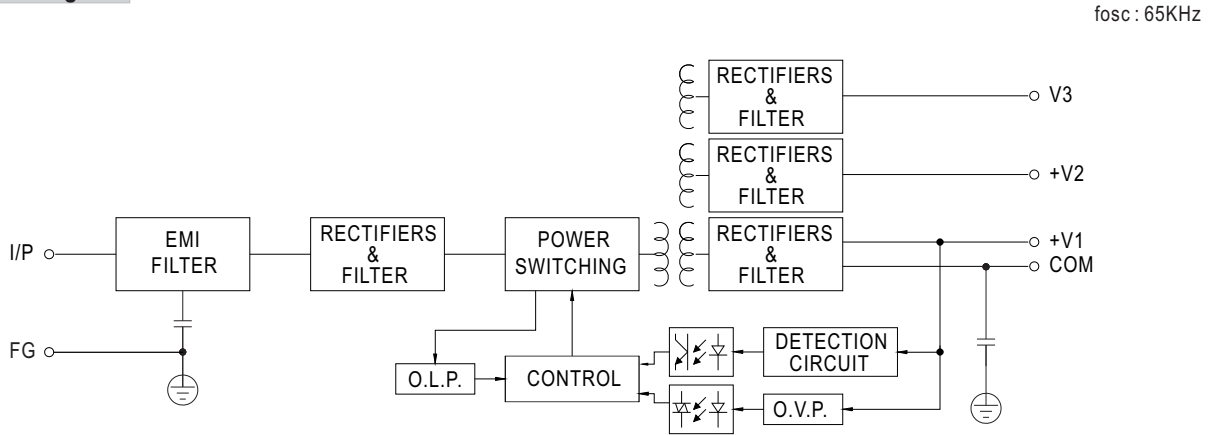 fosc : 65KHz
RECTIFIERS
&
FILTER
V3
RECTIFIERS
&
FILTER
+V2
I/P
EMI
FILTER
RECTIFIERS
&
FILTER
POWER
SWITCHING
RECTIFIERS
&
FILTER
+V1
COM
FG
O.L.P.
CONTROL
DETECTION
CIRCUIT
O.V.P.